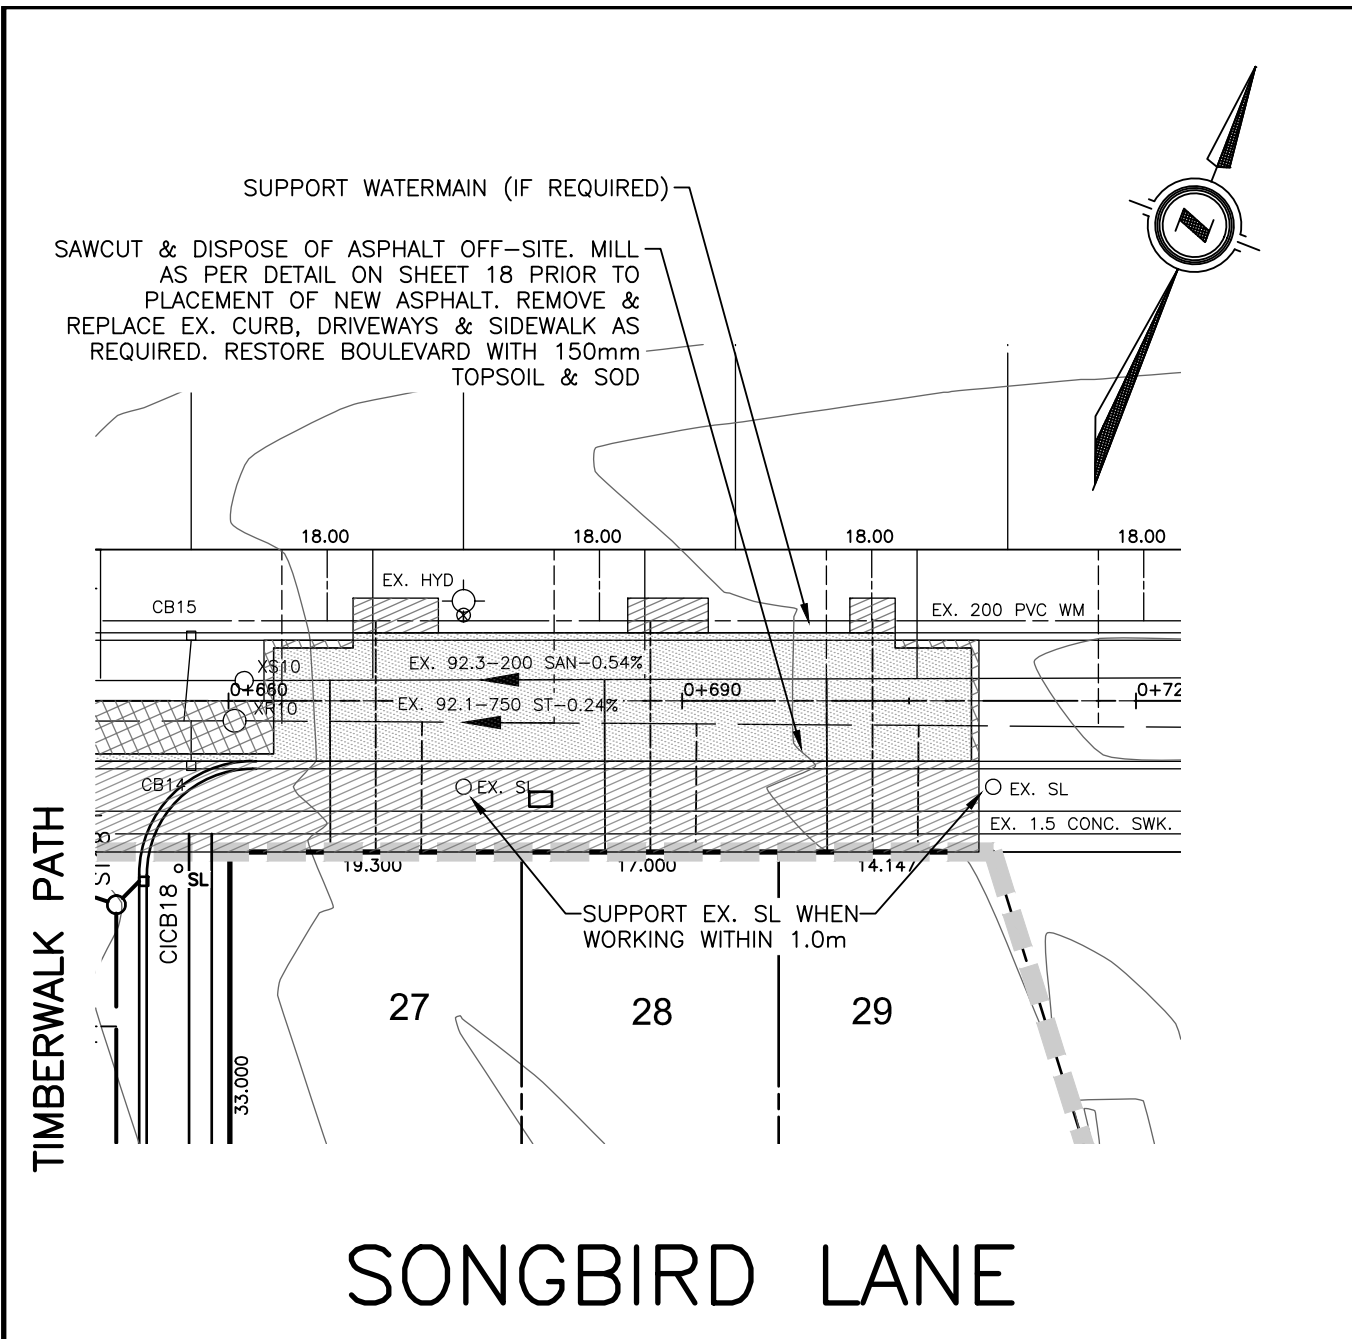 SUPPORT WATERMAIN (IF REQUIRED)
SAWCUT & DISPOSE OF ASPHALT OFF-SITE. MILL
AS PER DETAIL ON SHEET 18 PRIOR TO
PLACEMENT OF NEW ASPHALT. REMOVE &
REPLACE EX. CURB, DRIVEWAYS & SIDEWALK AS
REQUIRED. RESTORE BOULEVARD WITH 150mm
TOPSOIL & SOD
Z
18.00
18.00
18.00
18.00
EX. HYD
CB15
EX. 200 PVC WM
XS10
EX. 92.3-200 SAN-0.54%
0+660
0+690
0+72
XR10
EX. 92.1-750 ST-0.24%
CB14
EX. SL
EX. SL
EX. 1.5 CONC. SWK.
19.300
17.000
14.147
SL
CICB18
SUPPORT EX. SL WHEN
WORKING WITHIN 1.0m
27
28
29
33.000
TIMBERWALK PATH
SONGBIRD LANE